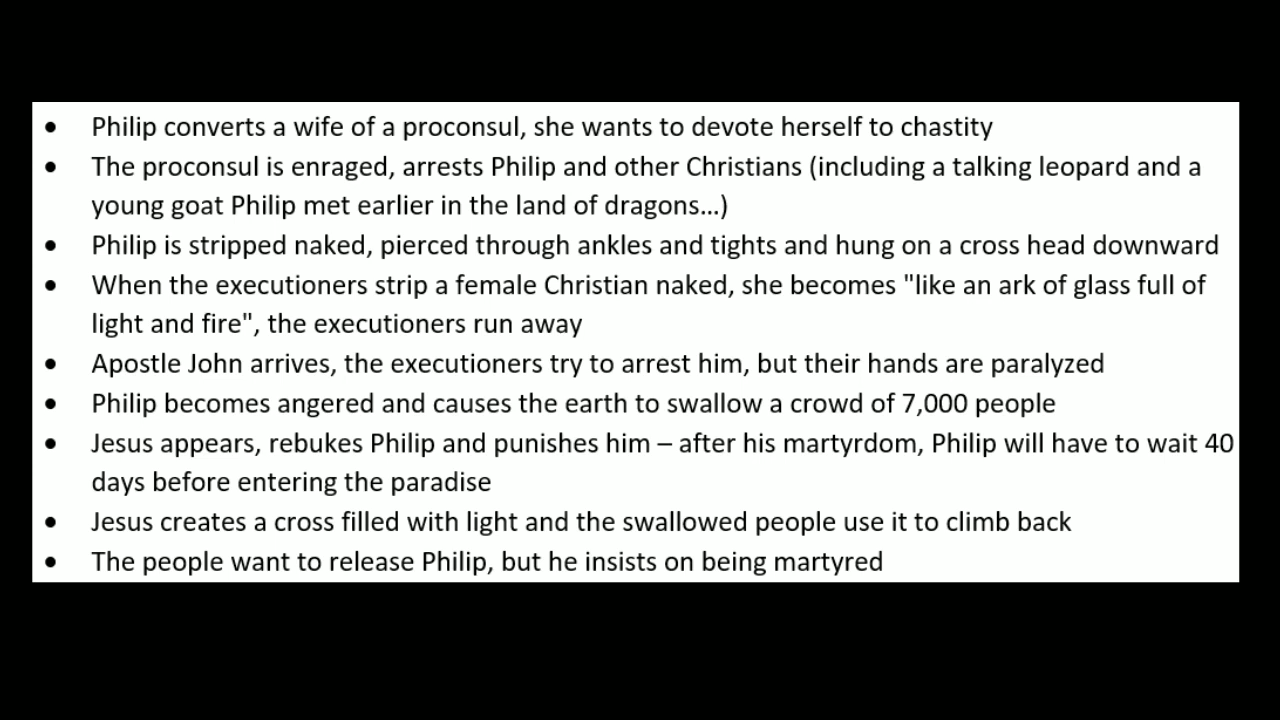 • Philip converts a wife of a proconsul, she wants to devote herself to chastity
• The proconsul is enraged, arrests Philip and other Christians (including a talking leopard and a
young goat Philip met earlier in the land of dragons…)
• Philip is stripped naked, pierced through ankles and tights and hung on a cross head downward
• When the executioners strip a female Christian naked, she becomes "like an ark of glass full of
light and fire", the executioners run away
• Apostle John arrives, the executioners try to arrest him, but their hands are paralyzed
• Philip becomes angered and causes the earth to swallow a crowd of 7,000 people
• Jesus appears, rebukes Philip and punishes him – after his martyrdom, Philip will have to wait 40
days before entering the paradise
• Jesus creates a cross filled with light and the swallowed people use it to climb back
• The people want to release Philip, but he insists on being martyred